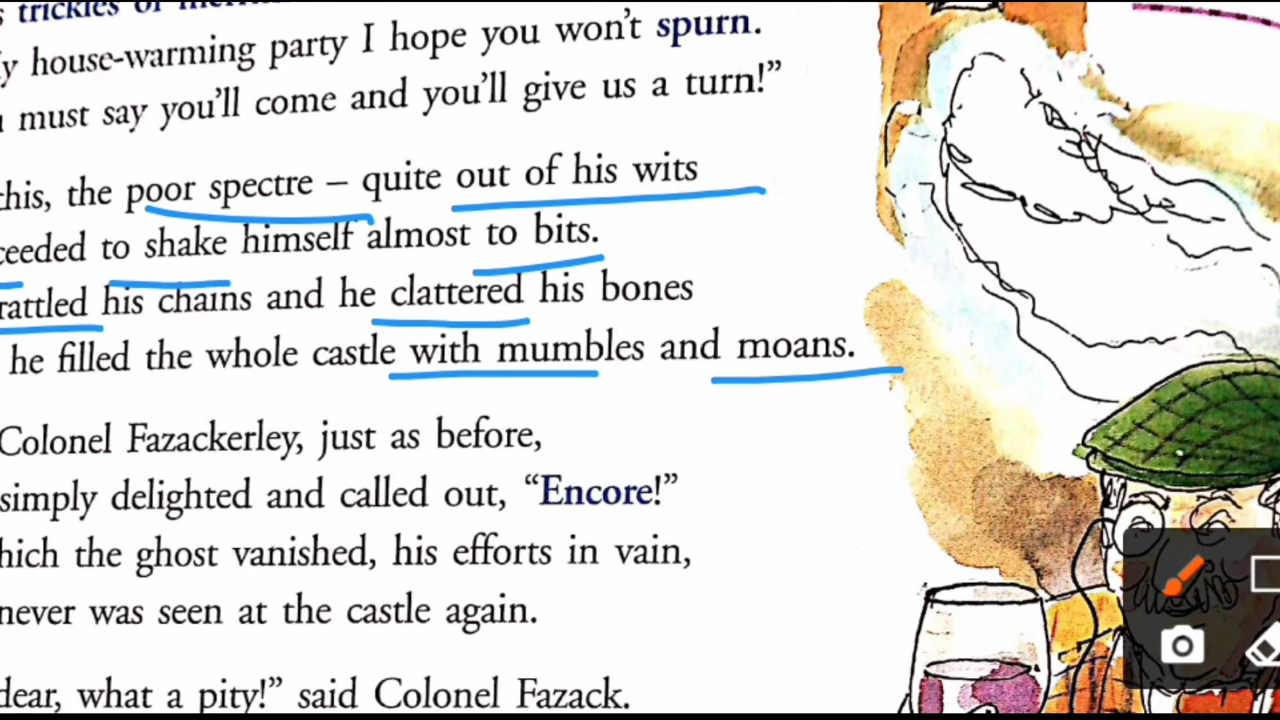 trickles of
house-warming party I hope you won't spurn.
must say you'll come and you'll give us a turn!"
this, the poor spectre – quite out of his wits
ceeded to shake himself almost to bits.
rattled his chains and he clattered his bones
he filled the whole castle with mumbles and moans.
Colonel Fazackerley, just as before,
simply delighted and called out, "Encore!"
hich the ghost vanished, his efforts in vain,
never was seen at the castle again.
dear, what a pity!" said Colonel Fazack.